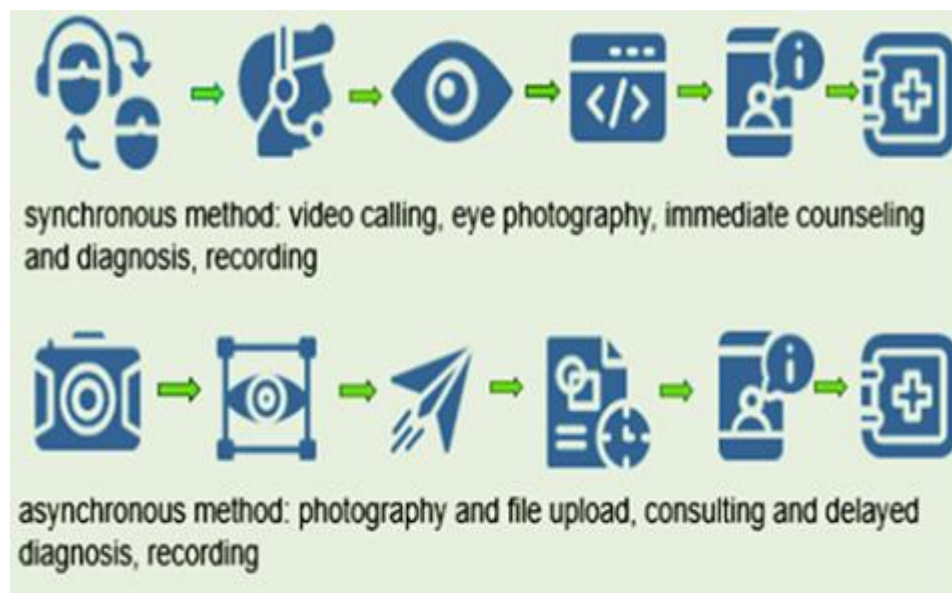 synchronous method: video calling, eye photography, immediate counseling
and diagnosis, recording
asynchronous method: photography and file upload, consulting and delayed
diagnosis, recording